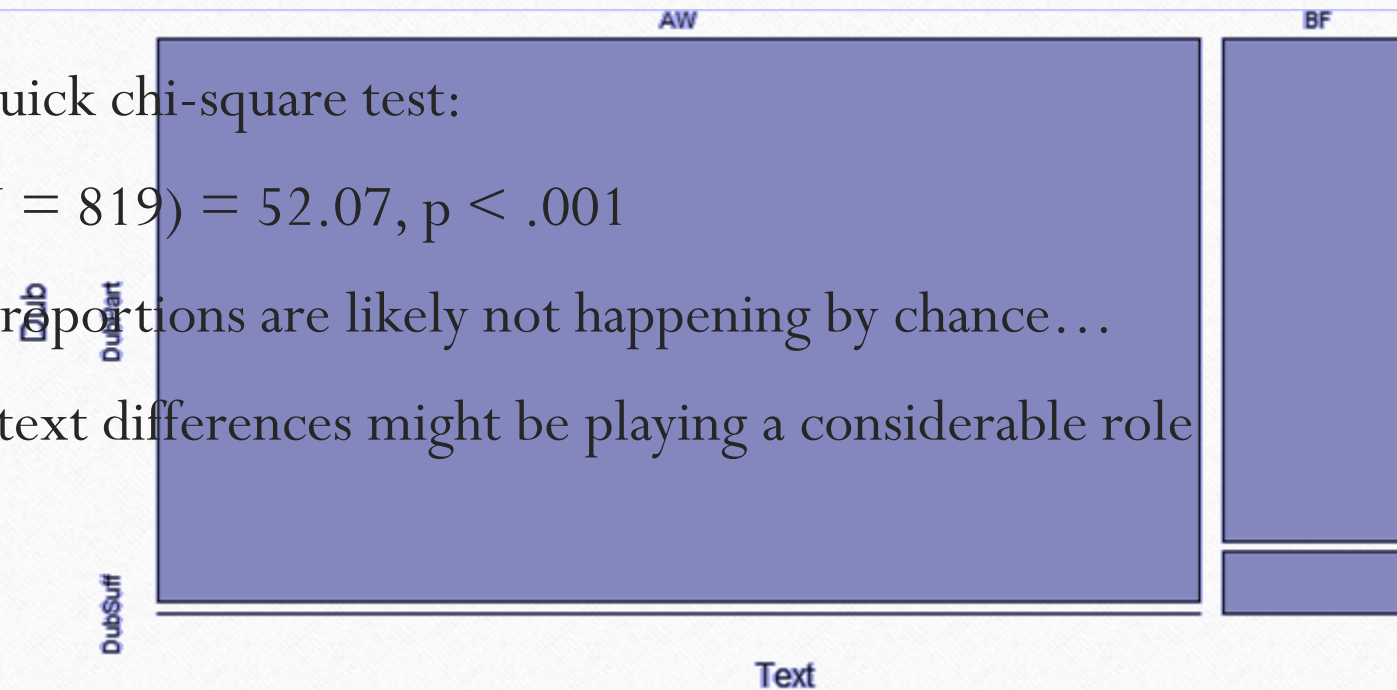 AW BF
uick chi-square test:
= 819) = 52.07, p < .001
roportions are likely not happening by chance…
text differences might be playing a considerable role
Dub
DubPart
DubSuff
Text